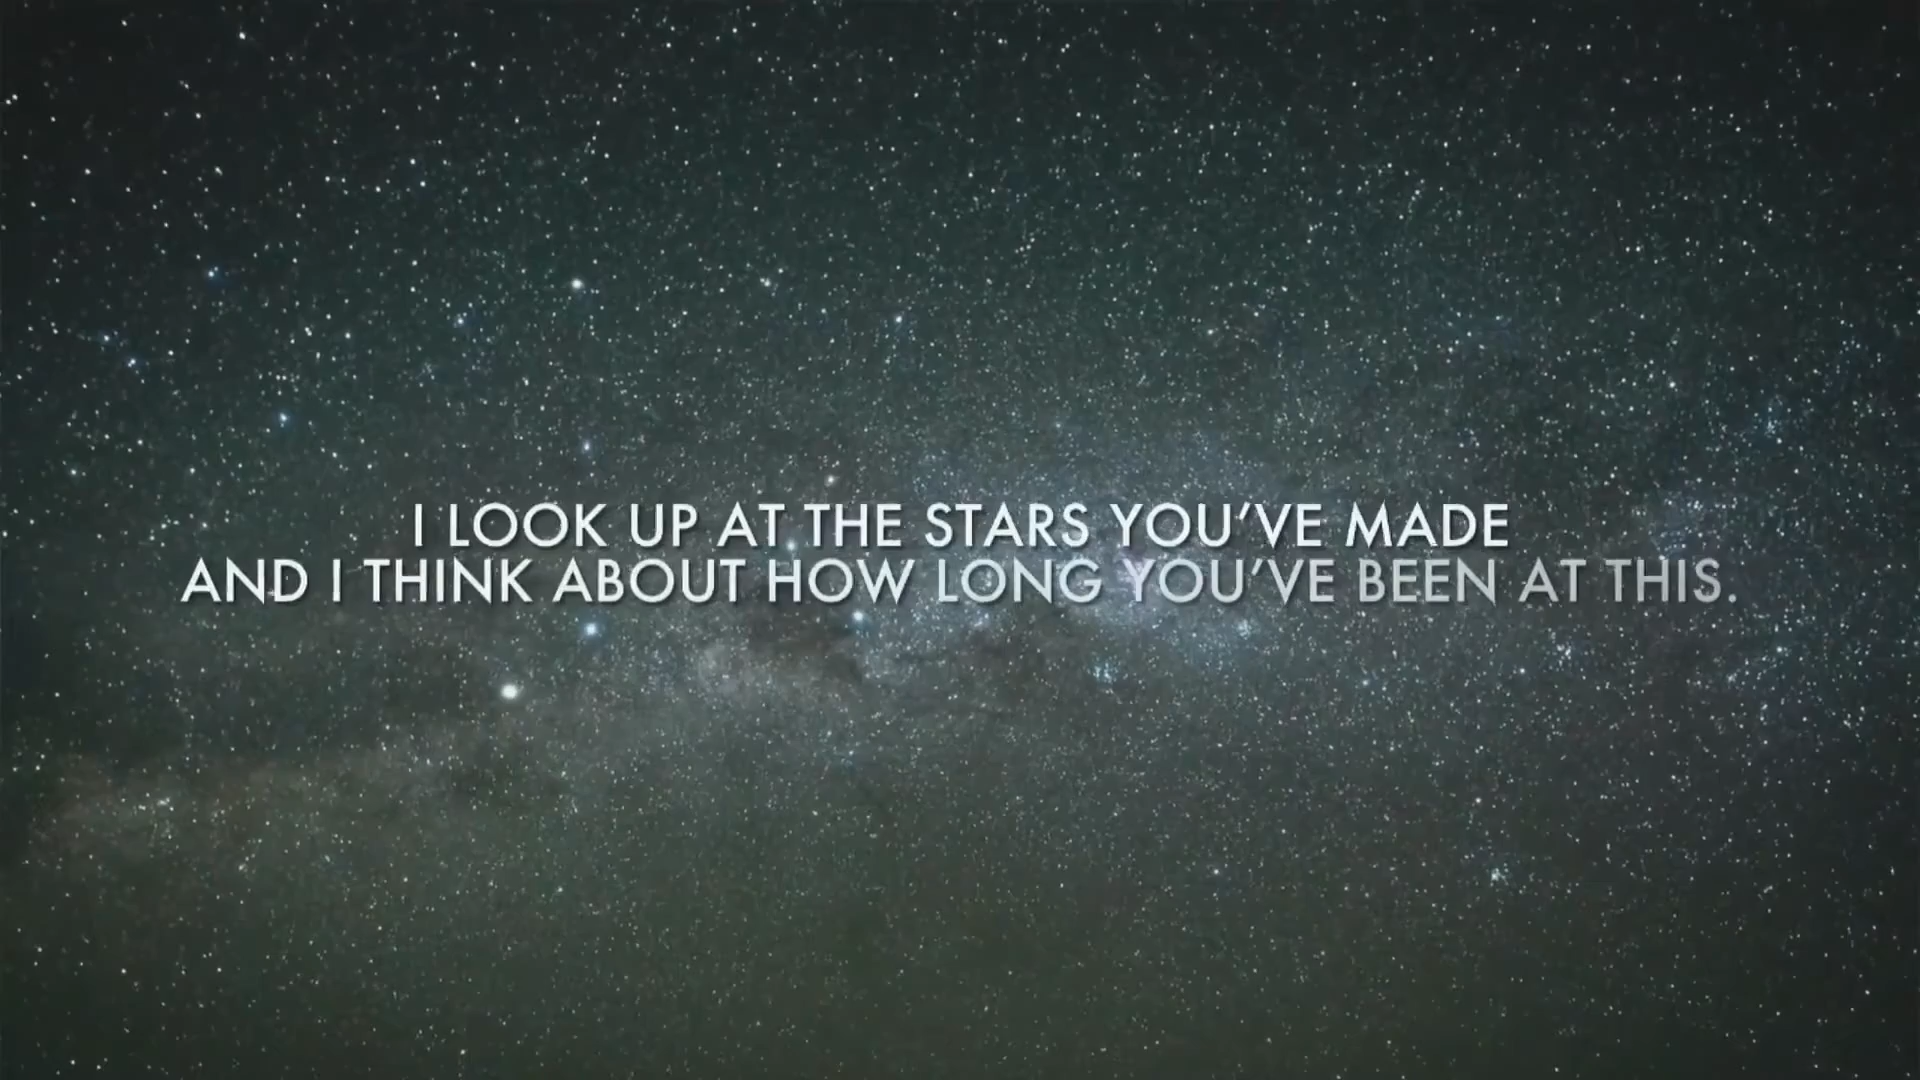 I LOOK UP AT THE STARS YOU'VE MADE
AND I THINK ABOUT HOW LONG YOU'VE BEEN AT THIS.